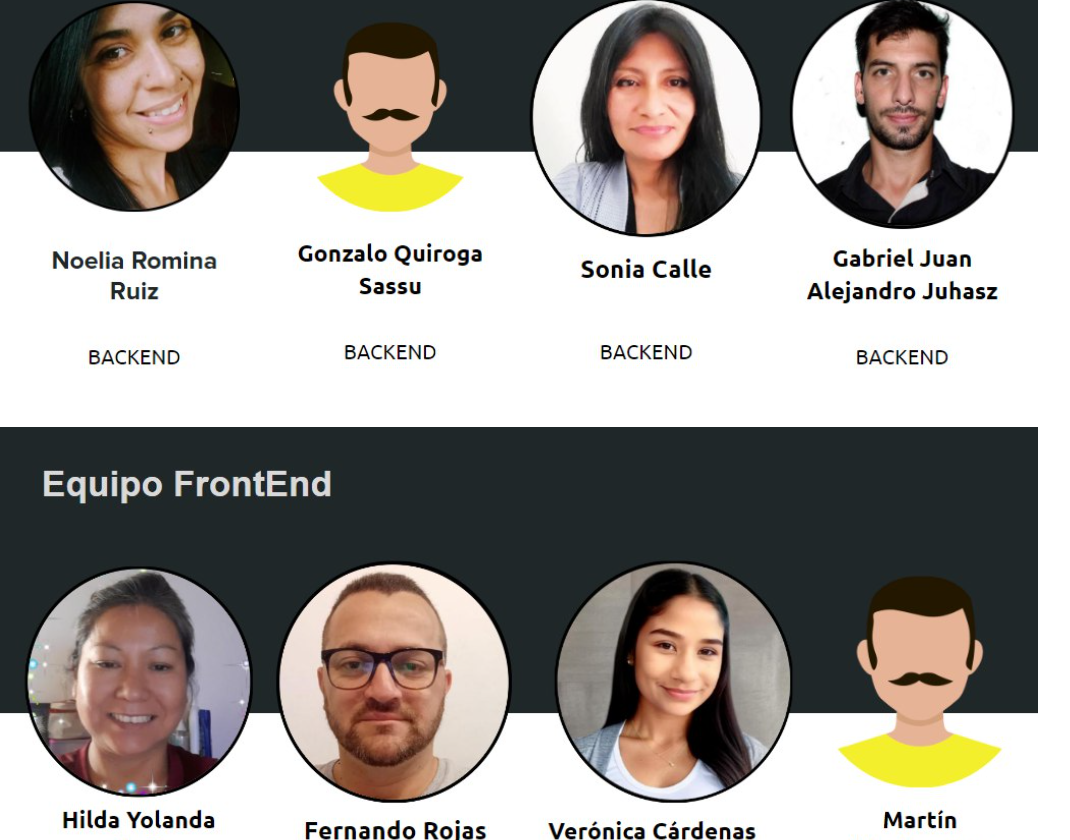 Noelia Romina
Ruiz
BACKEND
Gonzalo Quiroga
Sassu
BACKEND
Sonia Calle
BACKEND
Gabriel Juan
Alejandro Juhasz
BACKEND
Equipo FrontEnd
Hilda Yolanda
Fernando Rojas
Verónica Cárdenas
Martín